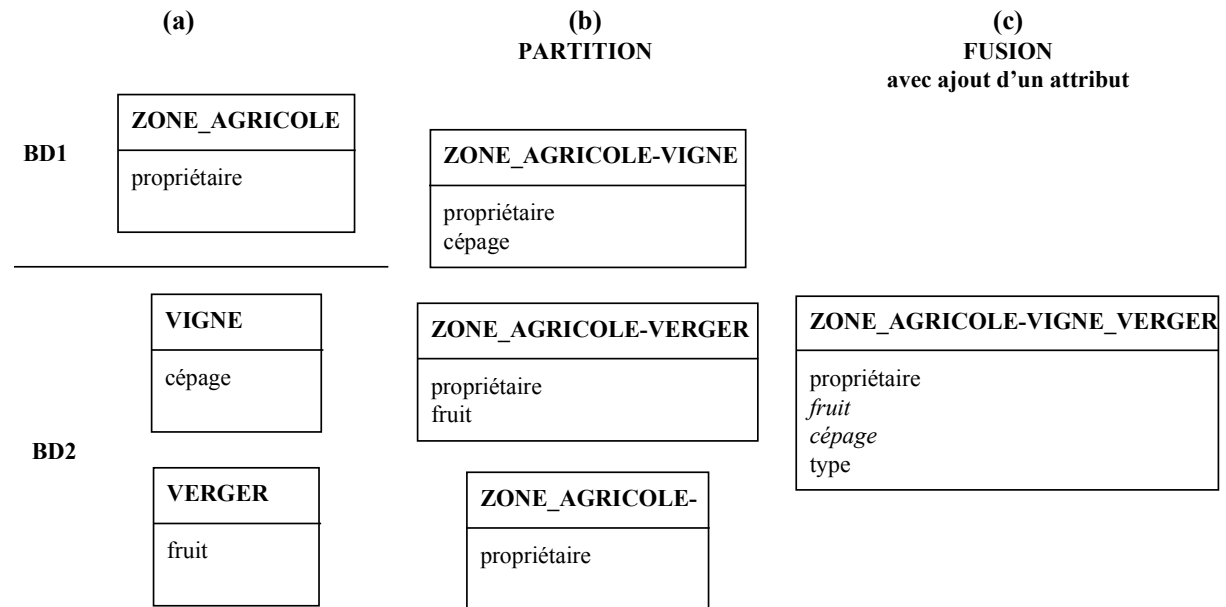 (a)
(b)
PARTITION
(c)
FUSION
avec ajout d’un attribut
BD1
ZONE_AGRICOLE
propriétaire
ZONE_AGRICOLE-VIGNE
propriétaire
cépage
BD2
VIGNE
cépage
VERGER
fruit
ZONE_AGRICOLE-VERGER
propriétaire
fruit
ZONE_AGRICOLE-
propriétaire
ZONE_AGRICOLE-VIGNE_VERGER
propriétaire
fruit
cépage
type